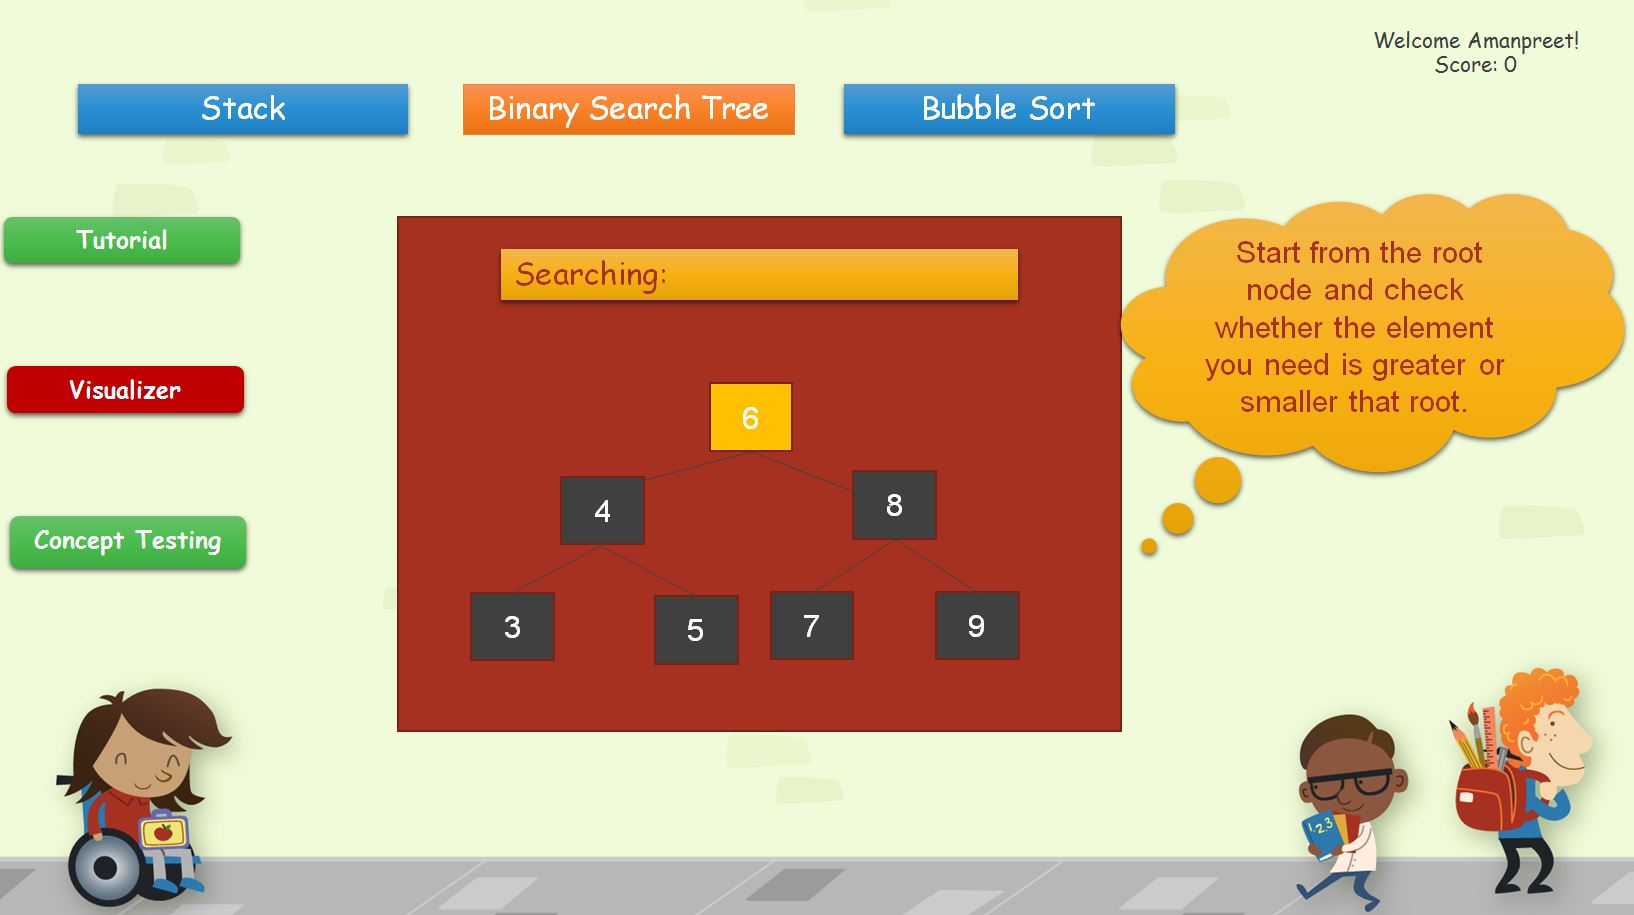 Welcome Amanpreet!
Score: 0
Stack
Binary Search Tree
Bubble Sort
Tutorial
Visualizer
Concept Testing
Searching:
6
4
8
3
5
7
9
Start from the root
node and check
whether the element
you need is greater or
smaller that root.
1,2,3